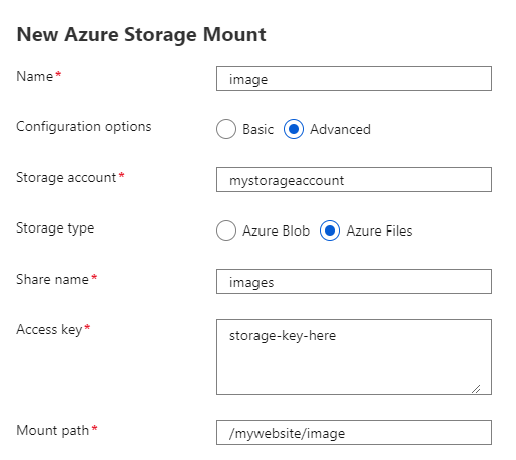 New Azure Storage Mount
Name* image
Configuration options Basic Advanced
Storage account* mystorageaccount
Storage type Azure Blob Azure Files
Share name* images
Access key* storage-key-here
Mount path* /mywebsite/image